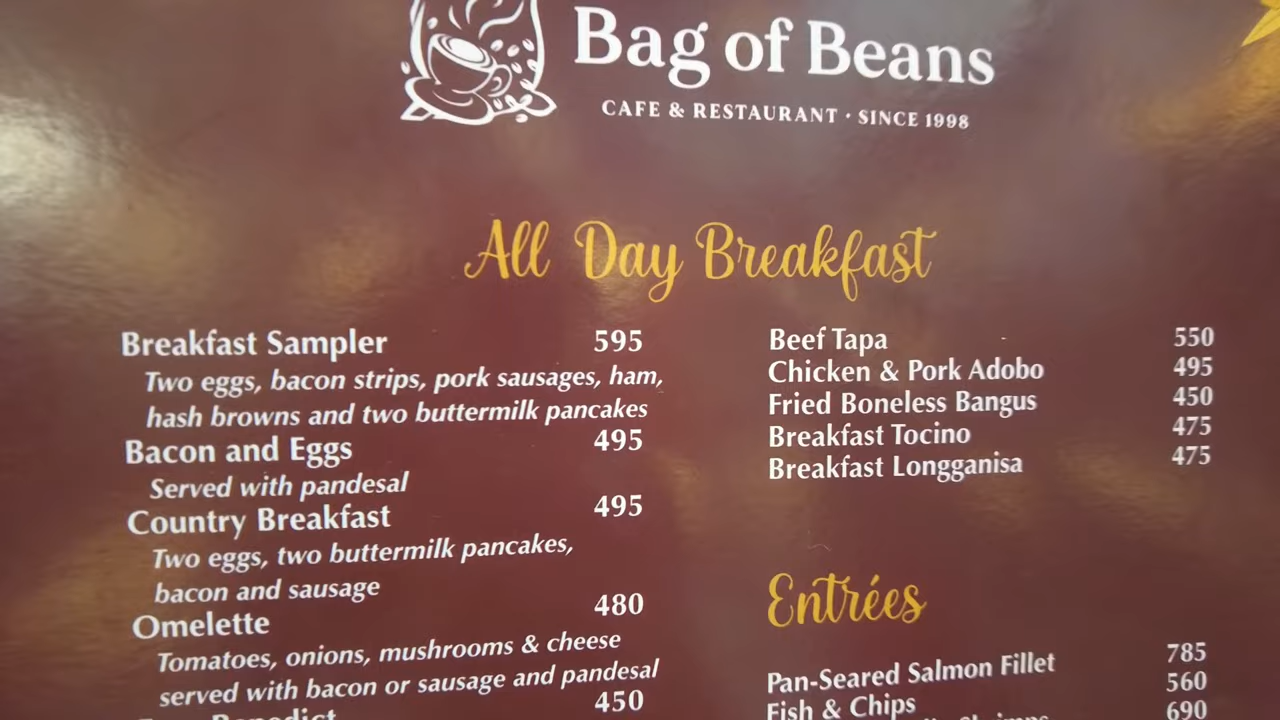 Bag of Beans
CAFE & RESTAURANT · SINCE 1998
All Day Breakfast
Breakfast Sampler 595
Two eggs, bacon strips, pork sausages, ham,
hash browns and two buttermilk pancakes
Bacon and Eggs 495
Served with pandesal
Country Breakfast 495
Two eggs, two buttermilk pancakes,
bacon and sausage
Omelette 480
Tomatoes, onions, mushrooms & cheese
served with bacon or sausage and pandesal
Benedict 450
Beef Tapa 550
Chicken & Pork Adobo 495
Fried Boneless Bangus 450
Breakfast Tocino 475
Breakfast Longganisa 475
Entrées
Pan-Seared Salmon Fillet 785
Fish & Chips 560
690